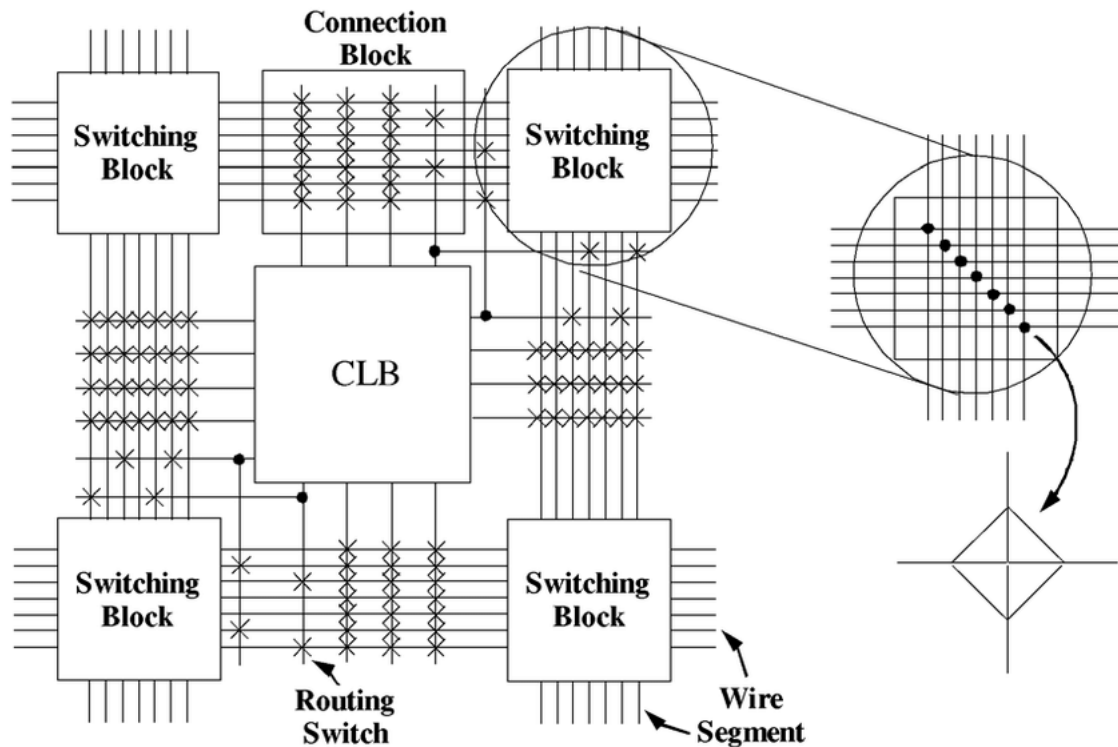 Connection
Block
Switching
Block
Switching
Block
CLB
Switching
Block
Switching
Block
Routing
Switch
Wire
Segment